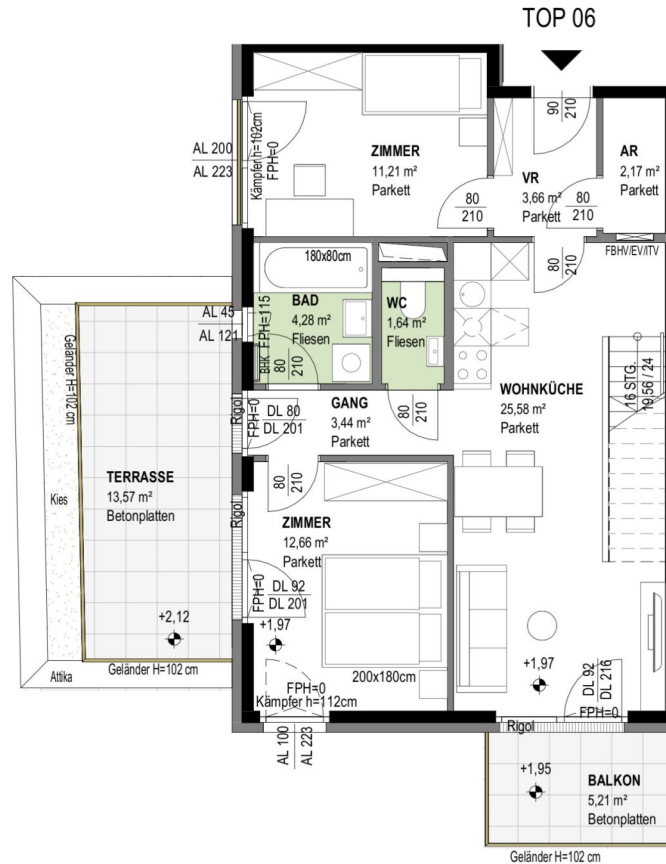 TOP 06
90
210
AL 200
AL 223
Kämpfer h=102cm
FPH=0
ZIMMER
11,21 m²
Parkett
80
210
VR
3,66 m²
Parkett
80
210
AR
2,17 m²
Parkett
FBHV/EV/ITV
80
210
180x80cm
BAD
4,28 m²
Fliesen
AL 45
AL 121
FPH=115
BHK
80
210
WC
1,64 m²
Fliesen
80
210
GANG
3,44 m²
Parkett
DL 80
DL 201
FPH=0
Rigol
WOHNKÜCHE
25,58 m²
Parkett
16 STG.
19,56 / 24
Geländer H=102 cm
Kies
TERRASSE
13,57 m²
Betonplatten
+2,12
Attika
Geländer H=102 cm
Rigol
80
210
ZIMMER
12,66 m²
Parkett
FPH=0
DL 92
DL 201
+1,97
200x180cm
FPH=0
Kämpfer h=112cm
AL 100
AL 223
+1,97
DL 92
DL 216
FPH=0
Rigol
+1,95
BALKON
5,21 m²
Betonplatten
Geländer H=102 cm